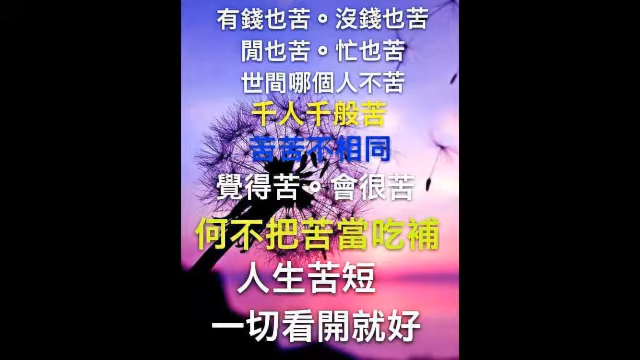 有錢也苦。沒錢也苦
閒也苦。忙也苦
世間哪個人不苦
千人千般苦
苦苦不相同
覺得苦。會很苦
何不把苦當吃補
人生苦短
一切看開就好